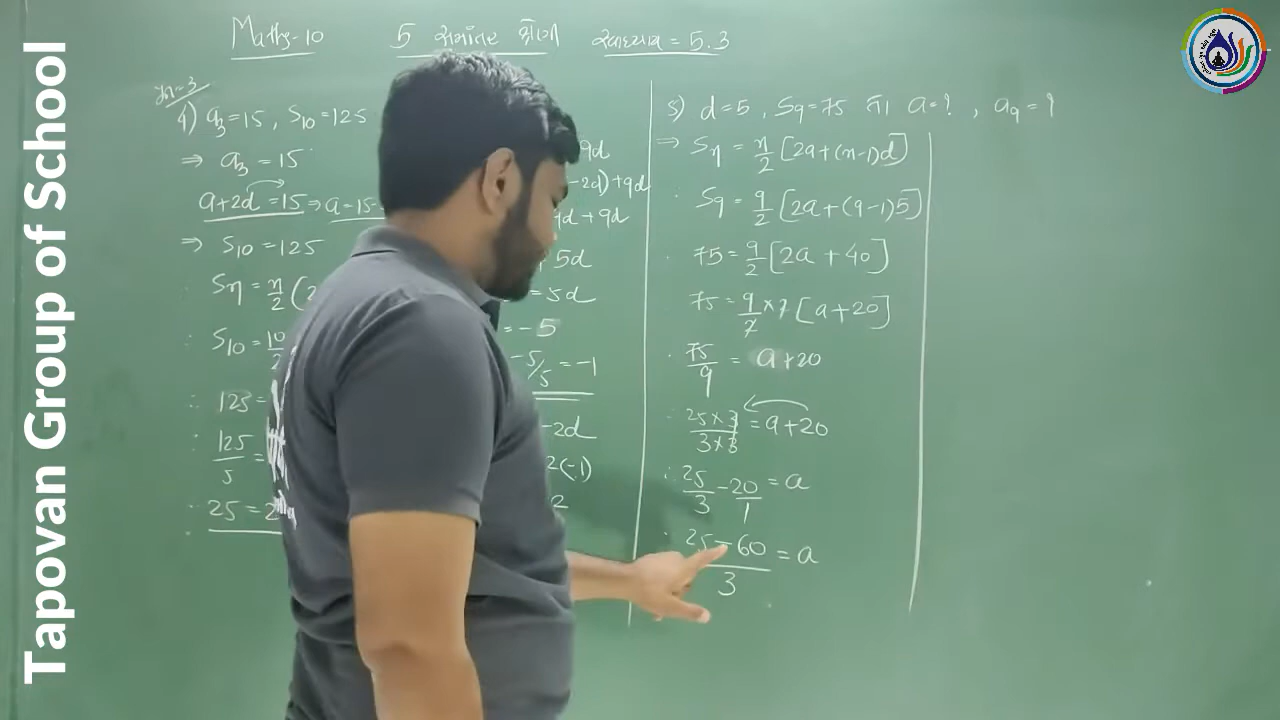 Tapovan Group of School
Maths-10 5 સમાંતર શ્રેણી સ્વાધ્યાય = 5.3
4) a₃=15, S₁₀=125
⇒ a₃ = 15
a+2d = 15 ⇒ a=15-
⇒ S₁₀ = 125
Sn = n/2 (2
∴ S₁₀ = 10/2
∴ 125 =
∴ 125/5 =
∴ 25 = 2
9d
-2d)+9d
9d + 9d
+ 5d
= 5d
= -5
-5/5 = -1
-2d
2(-1)
2
5) d=5, S9=75 તો a=?, a9=?
⇒ Sn = n/2 [2a+(n-1)d]
∴ S9 = 9/2 [2a+(9-1)5]
∴ 75 = 9/2 [2a + 40]
75 = 9/2 × 2 [a+20]
∴ 75/9 = a+20
∴ 25×3/3×3 = a+20
∴ 25/3 - 20/1 = a
∴ 25-60/3 = a